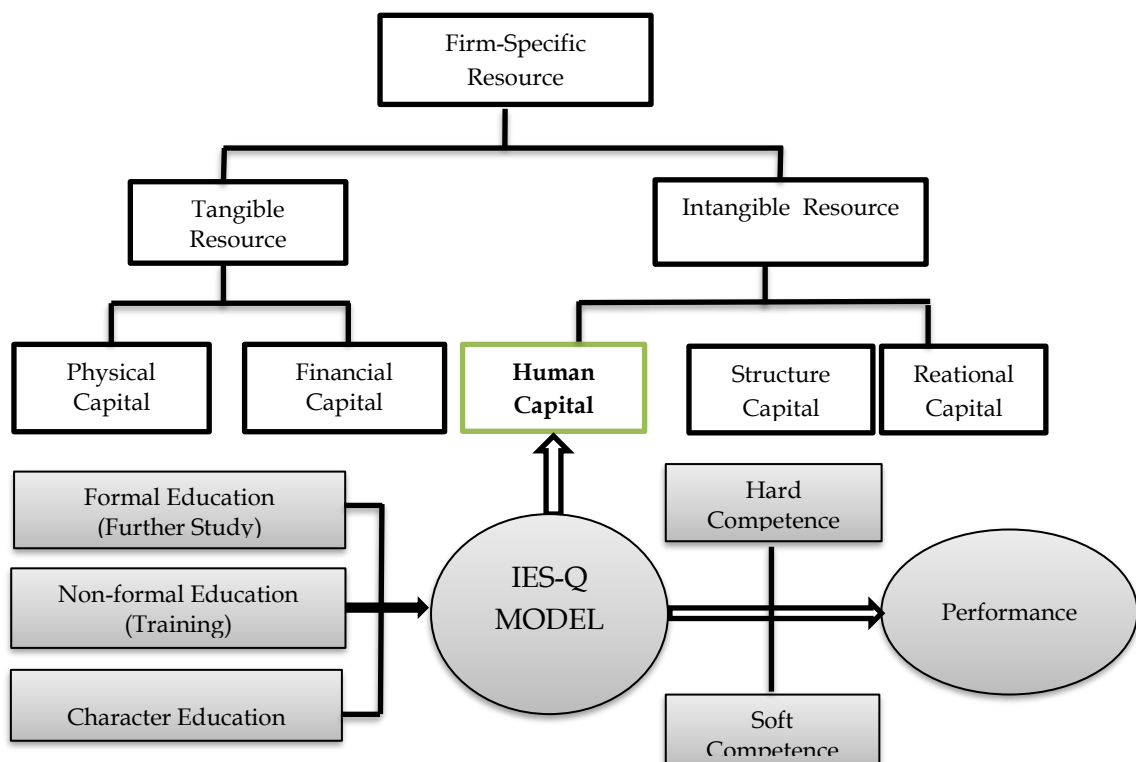 Firm-Specific
Resource
Tangible
Resource
Intangible Resource
Physical
Capital
Financial
Capital
Human
Capital
Structure
Capital
Reational
Capital
Formal Education
(Further Study)
Non-formal Education
(Training)
Character Education
IES-Q
MODEL
Hard
Competence
Soft
Competence
Performance